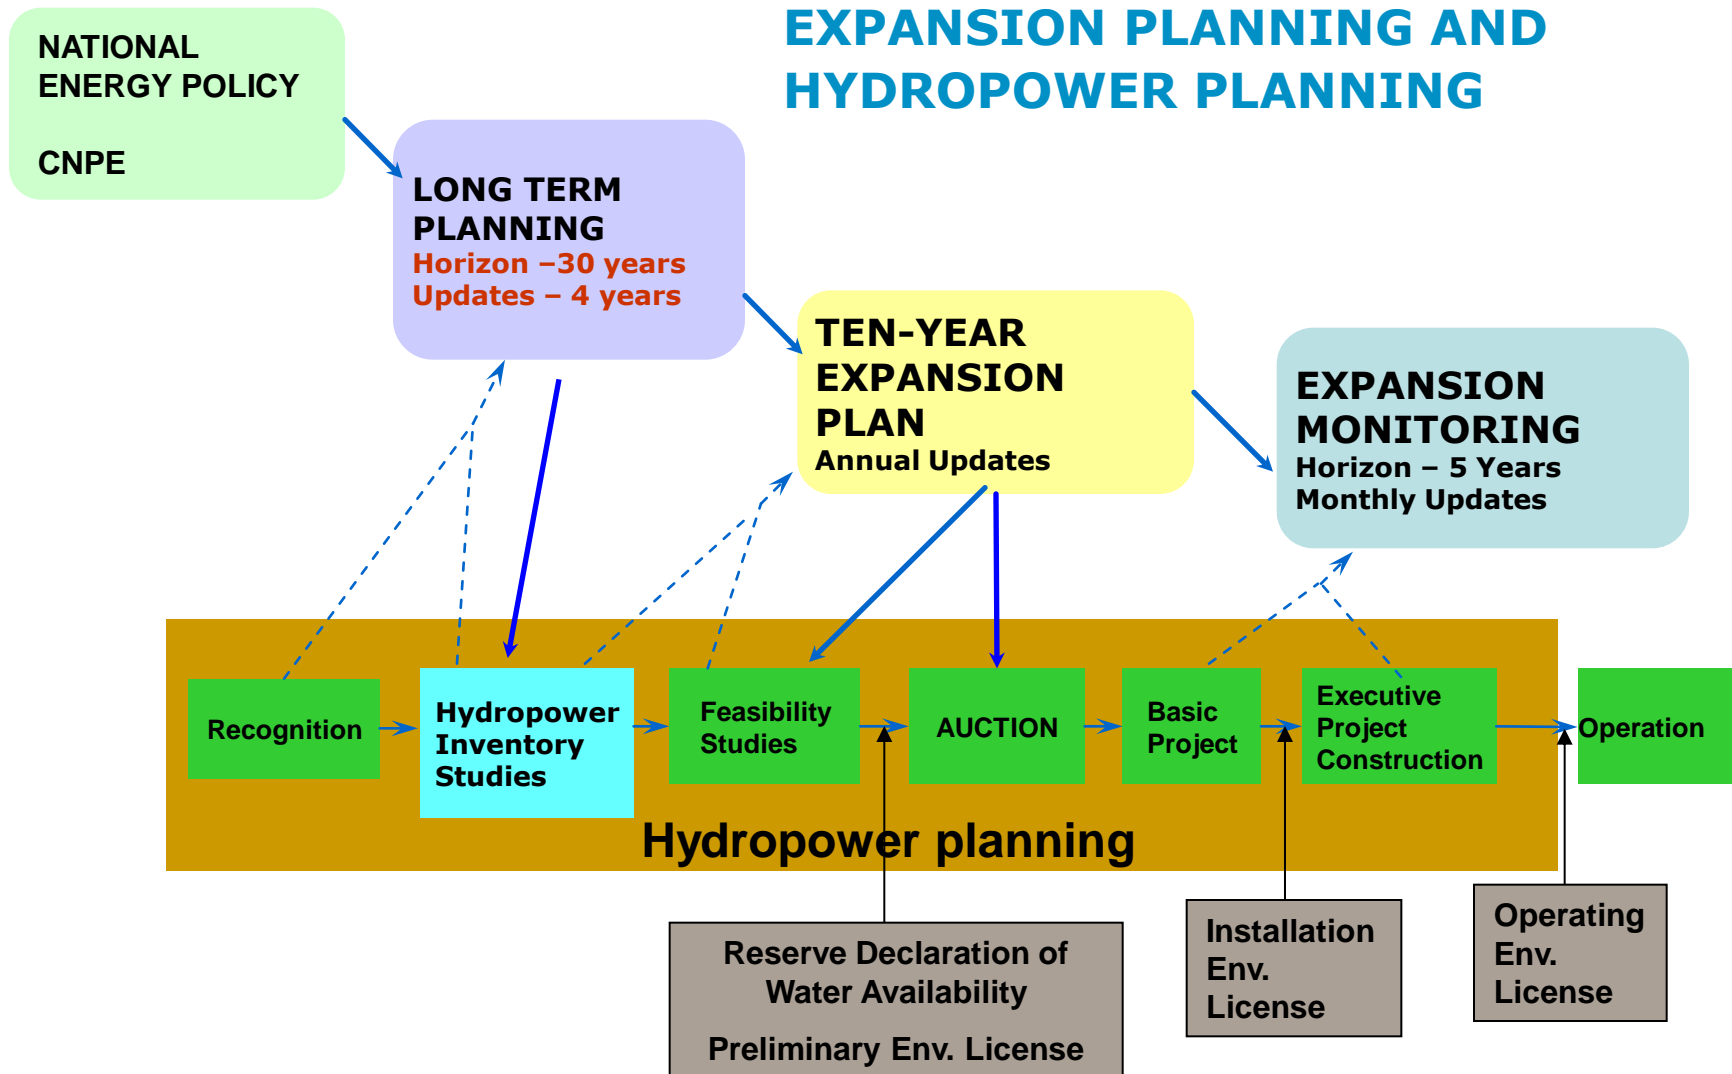 EXPANSION PLANNING AND
HYDROPOWER PLANNING
NATIONAL
ENERGY POLICY
CNPE
LONG TERM
PLANNING
Horizon –30 years
Updates – 4 years
TEN-YEAR
EXPANSION
PLAN
Annual Updates
EXPANSION
MONITORING
Horizon – 5 Years
Monthly Updates
Recognition
Hydropower
Inventory
Studies
Feasibility
Studies
AUCTION
Basic
Project
Executive
Project
Construction
Operation
Hydropower planning
Reserve Declaration of
Water Availability
Preliminary Env. License
Installation
Env.
License
Operating
Env.
License